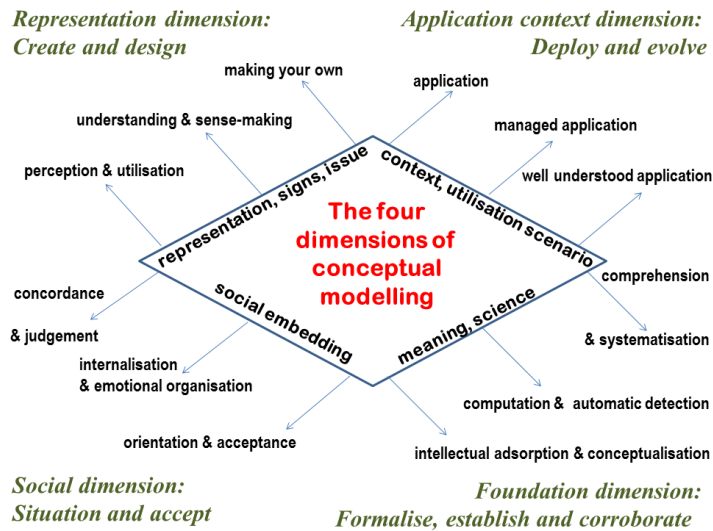 Representation dimension:
Create and design
Application context dimension:
Deploy and evolve
making your own
application
understanding & sense-making
managed application
perception & utilisation
well understood application
representation, signs, issue
context, utilisation scenario
The four
dimensions of
conceptual
modelling
social embedding
meaning, science
concordance
& judgement
comprehension
& systematisation
internalisation
& emotional organisation
computation & automatic detection
orientation & acceptance
intellectual adsorption & conceptualisation
Social dimension:
Situation and accept
Foundation dimension:
Formalise, establish and corroborate